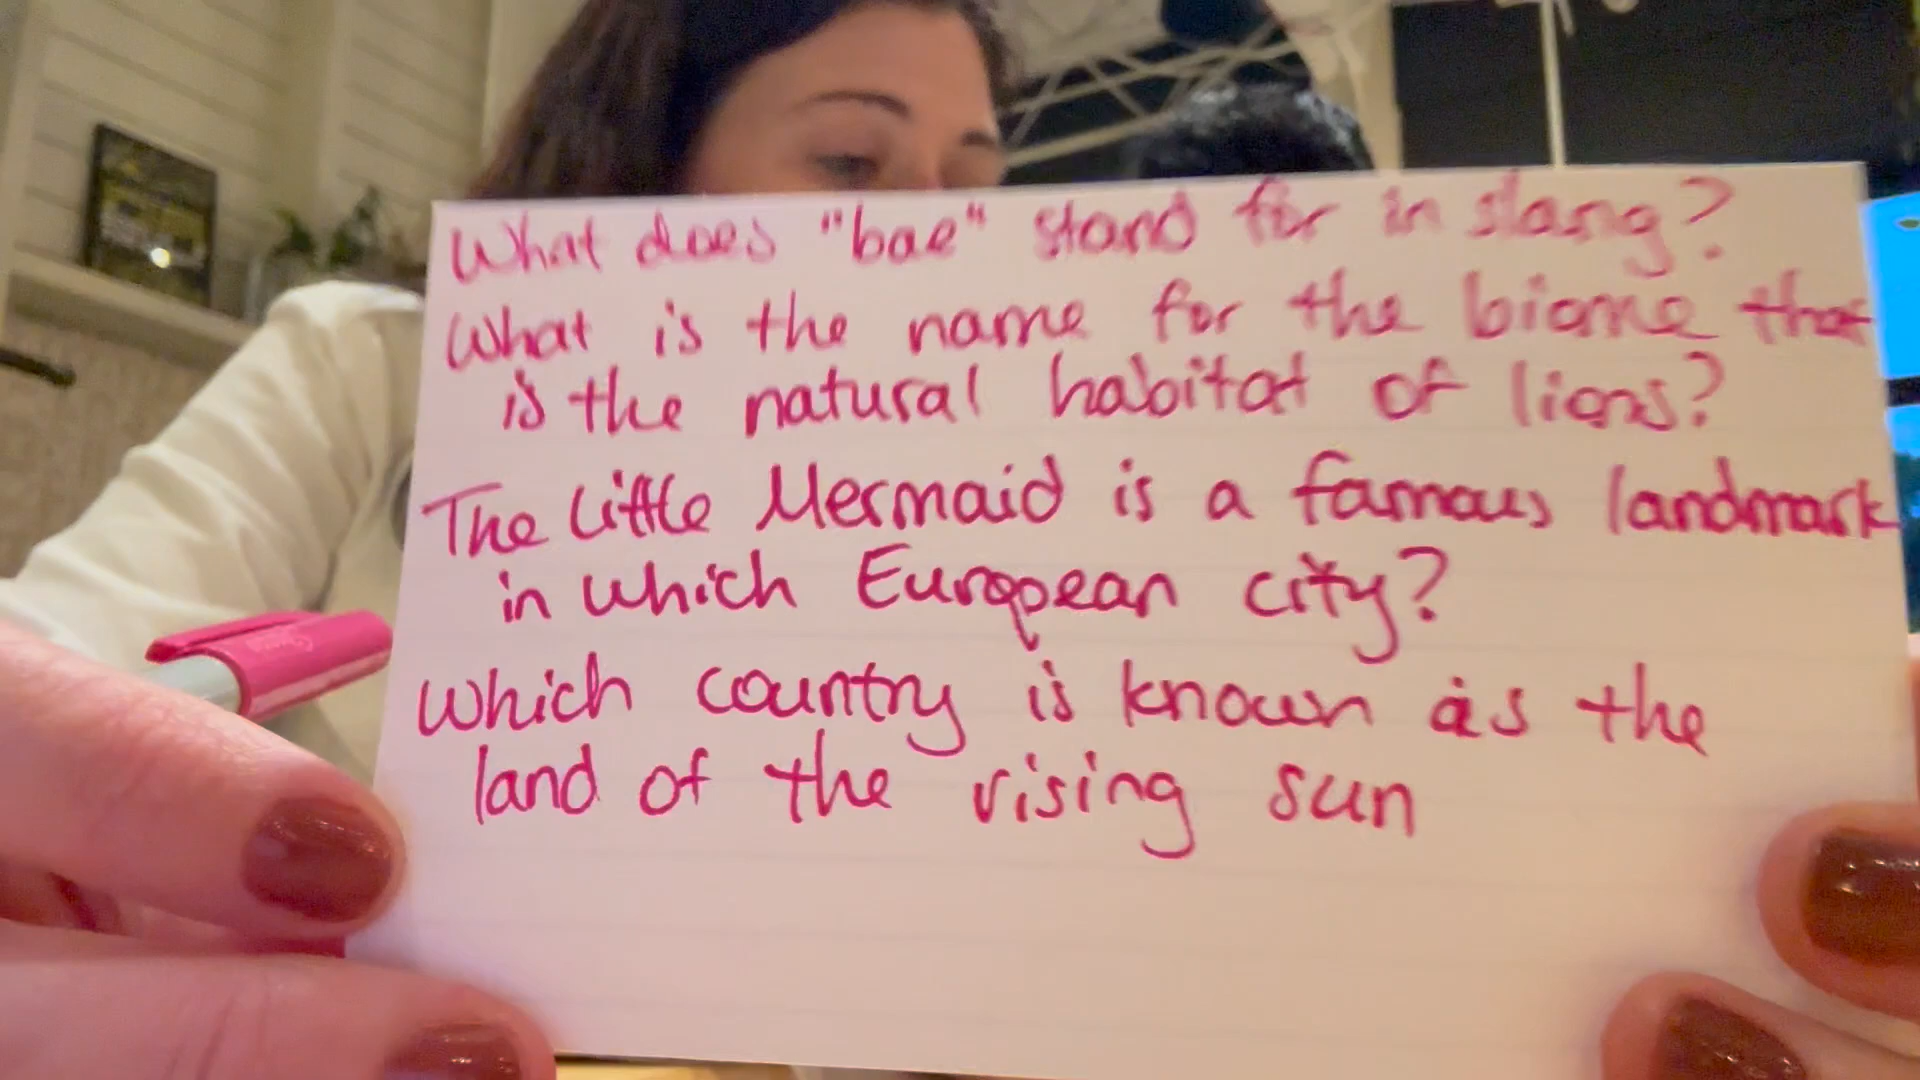 What does "bae" stand for in slang?
What is the name for the biome that
is the natural habitat of lions?
The Little Mermaid is a famous landmark
in which European city?
Which country is known as the
land of the rising sun